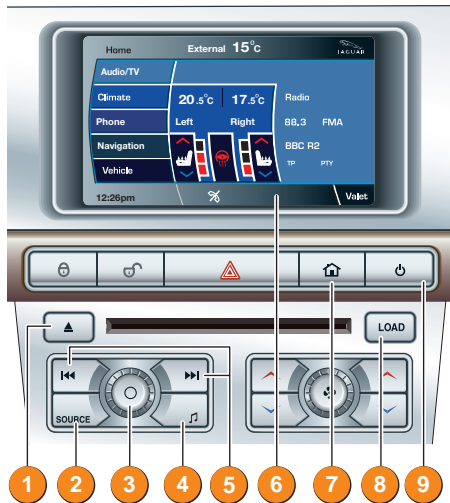 Home External 15°c JAGUAR
Audio/TV
Climate
Phone
Navigation
Vehicle
20.5°c 17.5°c
Left Right
Radio
88.3 FMA
BBC R2
TP PTY
12:26pm Valet
LOAD
SOURCE
1 2 3 4 5 6 7 8 9